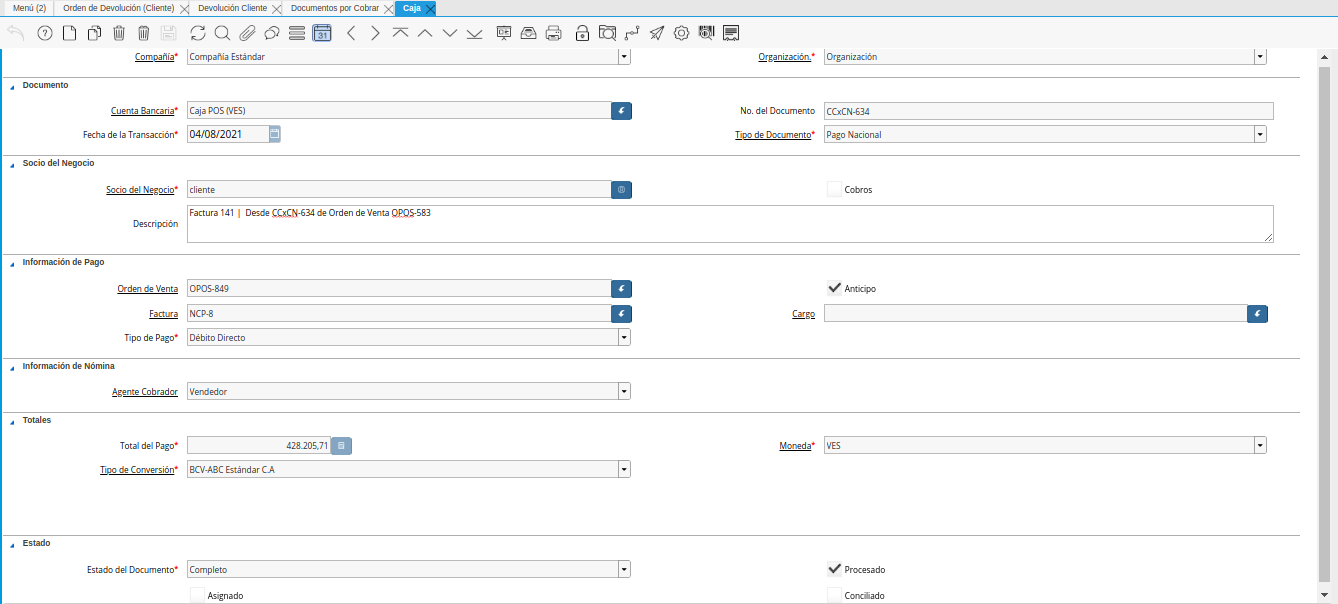 Menú (2) Orden de Devolución (Cliente) Devolución Cliente Documentos por Cobrar Caja
31
Compañía* Compañía Estándar Organización.* Organización
Documento
Cuenta Bancaria* Caja POS (VES) No. del Documento CCxCN-634
Fecha de la Transacción* 04/08/2021 Tipo de Documento* Pago Nacional
Socio del Negocio
Socio del Negocio* cliente Cobros
Descripción Factura 141 | Desde CCxCN-634 de Orden de Venta OPOS-583
Información de Pago
Orden de Venta OPOS-849 Anticipo
Factura NCP-8 Cargo
Tipo de Pago* Débito Directo
Información de Nómina
Agente Cobrador Vendedor
Totales
Total del Pago* 428.205,71 Moneda* VES
Tipo de Conversión* BCV-ABC Estándar C.A
Estado
Estado del Documento* Completo Procesado
Asignado Conciliado